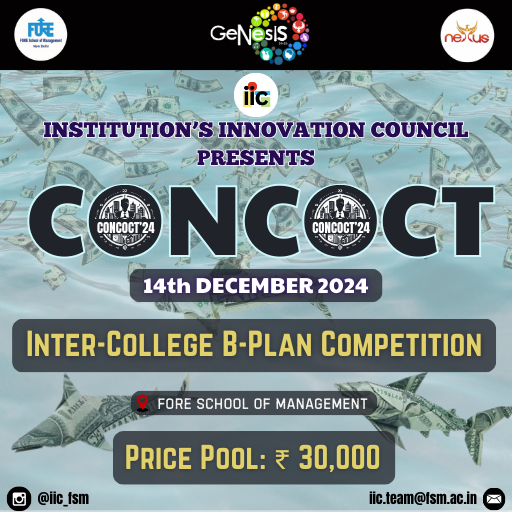 FORE
FORE School of Management
New Delhi
GeNesIS
nexus
iic
INSTITUTION'S INNOVATION COUNCIL
PRESENTS
CONCOCT
CONCOCT'24
CONCOCT'24
14th DECEMBER 2024
INTER-COLLEGE B-PLAN COMPETITION
FORE SCHOOL OF MANAGEMENT
PRICE POOL: ₹ 30,000
@iic_fsm
iic.team@fsm.ac.in